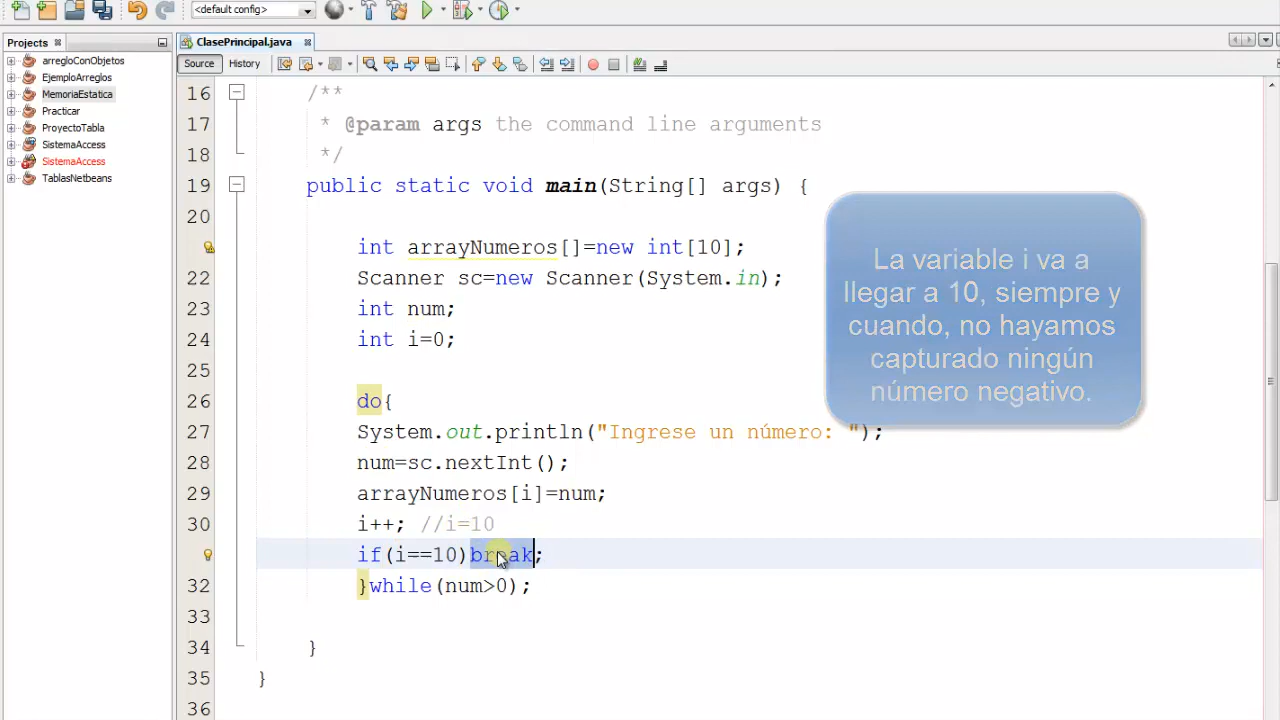 <default config>
Projects
ClasePrincipal.java
Source
History
arregloConObjetos
EjemploArreglos
MemoriaEstatica
Practicar
ProyectoTabla
SistemaAccess
SistemaAccess
TablasNetbeans
16 /**
17 * @param args the command line arguments
18 */
19 public static void main(String[] args) {
20
int arrayNumeros[]=new int[10];
22 Scanner sc=new Scanner(System.in);
23 int num;
24 int i=0;
25
26 do{
27 System.out.println("Ingrese un número: ");
28 num=sc.nextInt();
29 arrayNumeros[i]=num;
30 i++; //i=10
if(i==10)break;
32 }while(num>0);
33
34 }
35 }
36
La variable i va a
llegar a 10, siempre y
cuando, no hayamos
capturado ningún
número negativo.